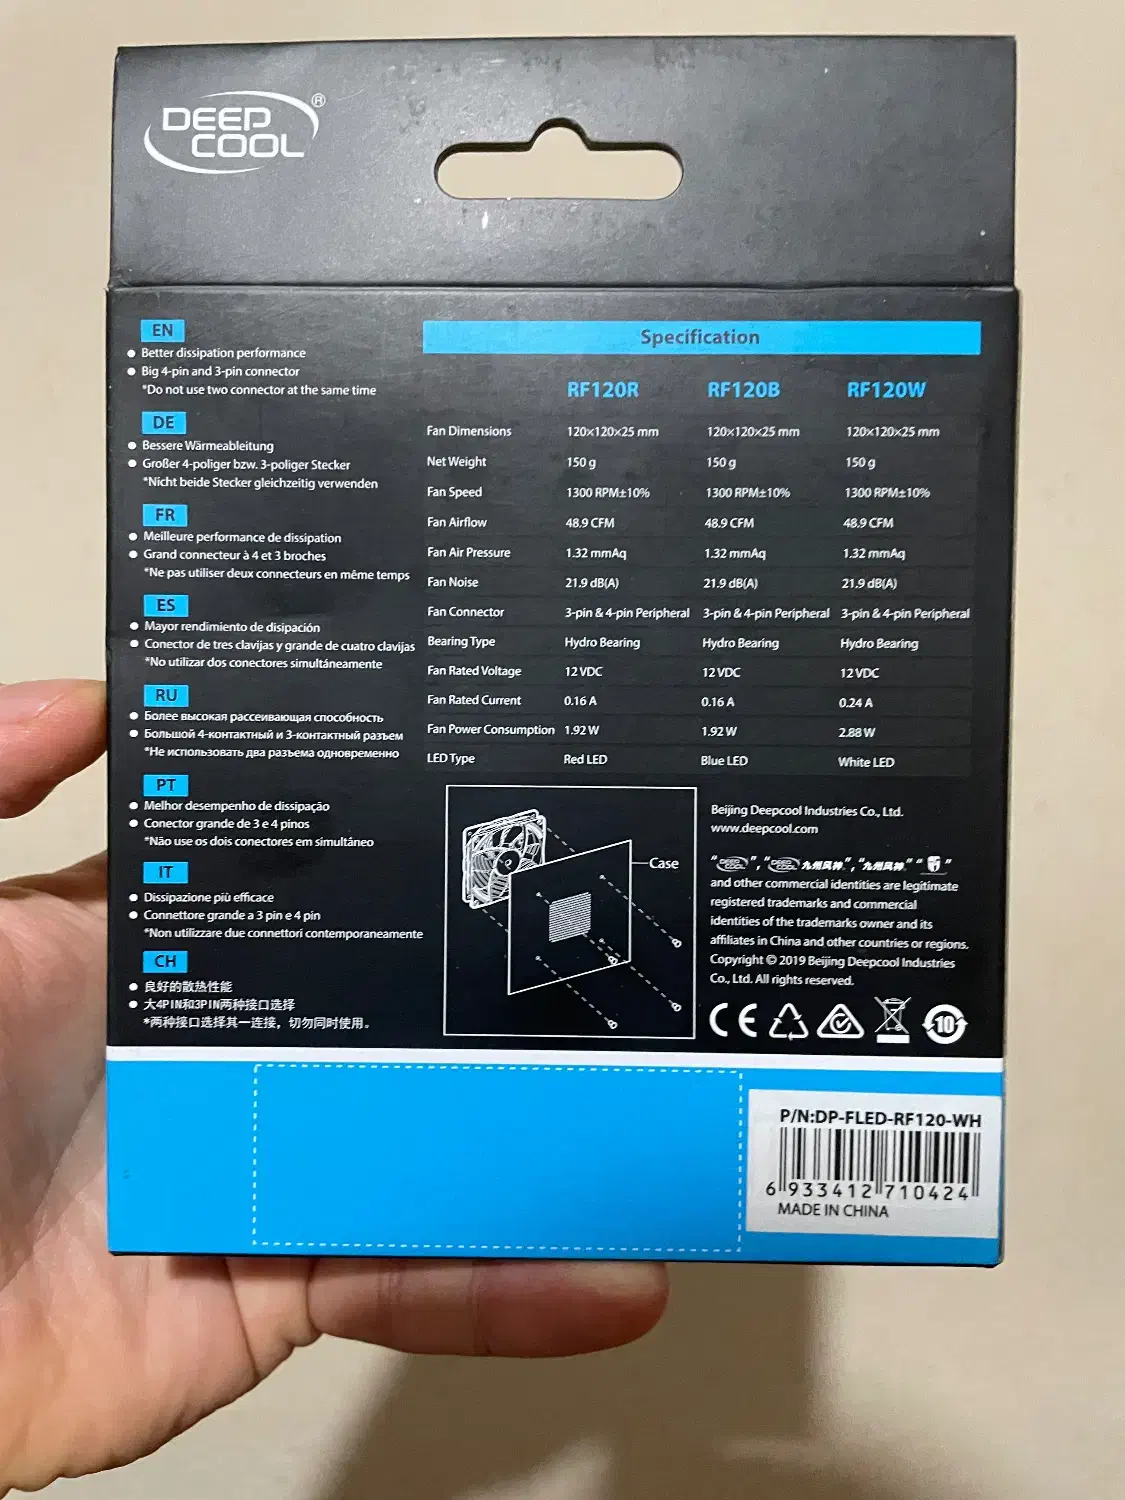 DEEP
COOL®
EN
● Better dissipation performance
● Big 4-pin and 3-pin connector
*Do not use two connector at the same time
DE
● Bessere Wärmeableitung
● Großer 4-poliger bzw. 3-poliger Stecker
*Nicht beide Stecker gleichzeitig verwenden
FR
● Meilleure performance de dissipation
● Grand connecteur à 4 et 3 broches
*Ne pas utiliser deux connecteurs en même temps
ES
● Mayor rendimiento de disipación
● Conector de tres clavijas y grande de cuatro clavijas
*No utilizar dos conectores simultáneamente
RU
● Более высокая рассеивающая способность
● Большой 4-контактный и 3-контактный разъем
*Не использовать два разъема одновременно
PT
● Melhor desempenho de dissipação
● Conector grande de 3 e 4 pinos
*Não use os dois conectores em simultâneo
IT
● Dissipazione più efficace
● Connettore grande a 3 pin e 4 pin
*Non utilizzare due connettori contemporaneamente
CH
● 良好的散热性能
● 大4PIN和3PIN两种接口选择
*两种接口选择其一连接，切勿同时使用。
Specification
RF120R RF120B RF120W
Fan Dimensions 120×120×25 mm 120×120×25 mm 120×120×25 mm
Net Weight 150 g 150 g 150 g
Fan Speed 1300 RPM±10% 1300 RPM±10% 1300 RPM±10%
Fan Airflow 48.9 CFM 48.9 CFM 48.9 CFM
Fan Air Pressure 1.32 mmAq 1.32 mmAq 1.32 mmAq
Fan Noise 21.9 dB(A) 21.9 dB(A) 21.9 dB(A)
Fan Connector 3-pin & 4-pin Peripheral 3-pin & 4-pin Peripheral 3-pin & 4-pin Peripheral
Bearing Type Hydro Bearing Hydro Bearing Hydro Bearing
Fan Rated Voltage 12 VDC 12 VDC 12 VDC
Fan Rated Current 0.16 A 0.16 A 0.24 A
Fan Power Consumption 1.92 W 1.92 W 2.88 W
LED Type Red LED Blue LED White LED
Case
Beijing Deepcool Industries Co., Ltd.
www.deepcool.com
"DEEP COOL", "DEEP COOL 九州风神", "九州风神" " "
and other commercial identities are legitimate
registered trademarks and commercial
identities of the trademarks owner and its
affiliates in China and other countries or regions.
Copyright © 2019 Beijing Deepcool Industries
Co., Ltd. All rights reserved.
CE 10
P/N:DP-FLED-RF120-WH
6 933412 710424
MADE IN CHINA